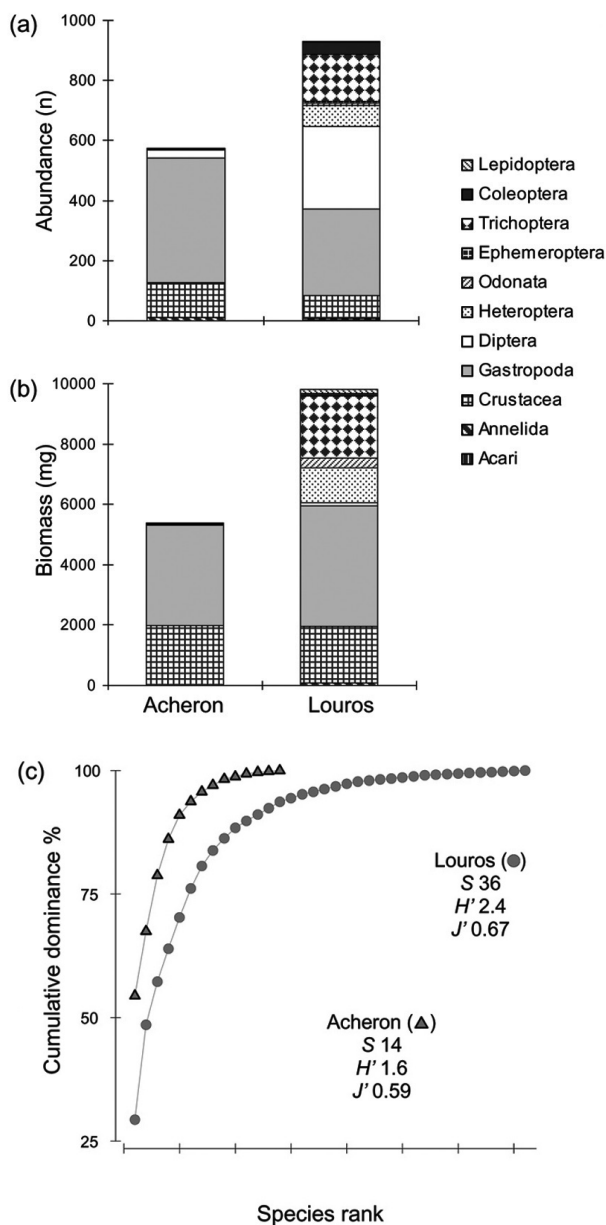 (a)
Abundance (n)
1000
800
600
400
200
0
Lepidoptera
Coleoptera
Trichoptera
Ephemeroptera
Odonata
Heteroptera
Diptera
Gastropoda
Crustacea
Annelida
Acari
(b)
Biomass (mg)
10000
8000
6000
4000
2000
0
Acheron
Louros
(c)
Cumulative dominance %
100
75
50
25
Louros (●)
S 36
H' 2.4
J' 0.67
Acheron (▲)
S 14
H' 1.6
J' 0.59
Species rank